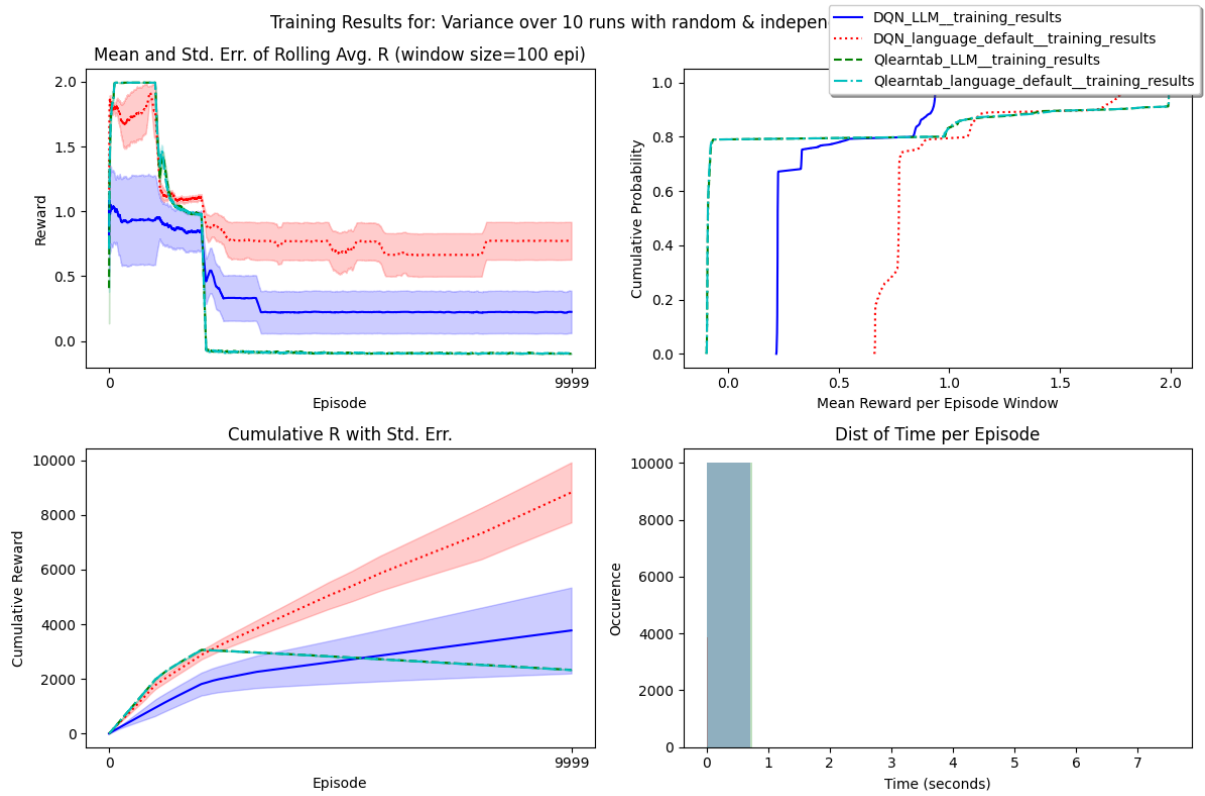 Training Results for: Variance over 10 runs with random & indepen
DQN_LLM__training_results
DQN_language_default__training_results
Qlearntab_LLM__training_results
Qlearntab_language_default__training_results
Mean and Std. Err. of Rolling Avg. R (window size=100 epi)
2.0
1.5
1.0
0.5
0.0
Reward
0
9999
Episode
1.0
0.8
0.6
0.4
0.2
0.0
Cumulative Probability
0.0
0.5
1.0
1.5
2.0
Mean Reward per Episode Window
Cumulative R with Std. Err.
10000
8000
6000
4000
2000
0
Cumulative Reward
0
9999
Episode
Dist of Time per Episode
10000
8000
6000
4000
2000
0
Occurence
0
1
2
3
4
5
6
7
Time (seconds)